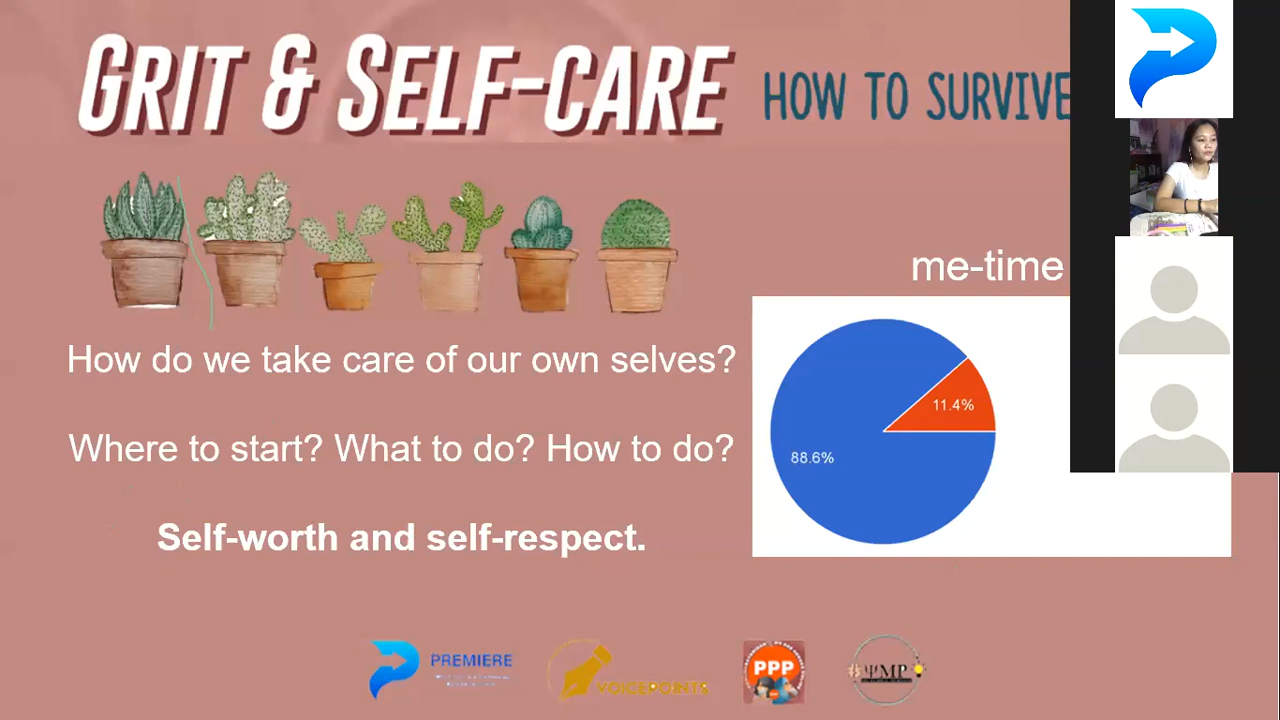 GRIT & SELF-CARE HOW TO SURVIVE
me-time
How do we take care of our own selves?
Where to start? What to do? How to do?
Self-worth and self-respect.
11.4%
88.6%
PREMIERE
VOICEPOINTS
PPP
ΨMP